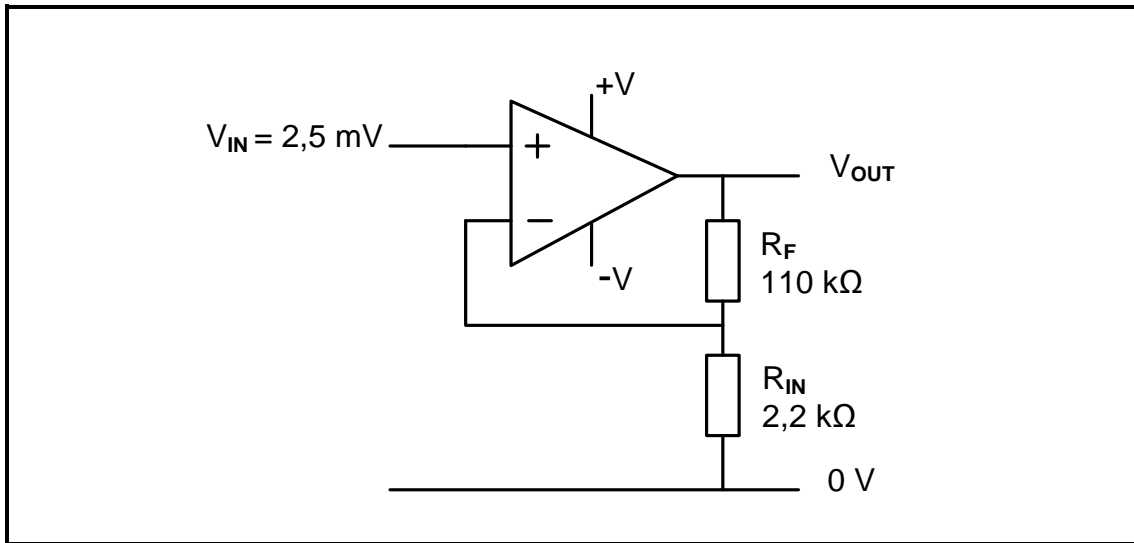 +V
V_IN = 2,5 mV
+
V_OUT
−
R_F
110 kΩ
-V
R_IN
2,2 kΩ
0 V